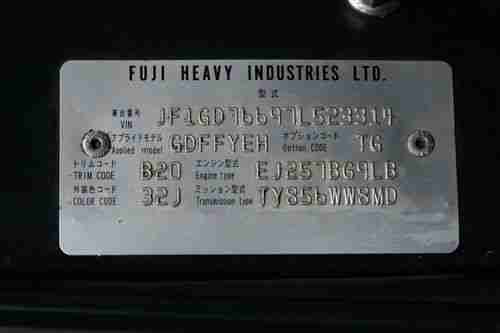 FUJI HEAVY INDUSTRIES LTD.
型式
車台番号 VIN JF1GD76697L523314
アプライドモデル Applied model GDFFYEH オプションコード Option CODE TG
トリムコード TRIM CODE B20 エンジン型式 Engine type EJ257BG9LB
外装色コード COLOR CODE 32J ミッション型式 Transmission type TY856WWSMD